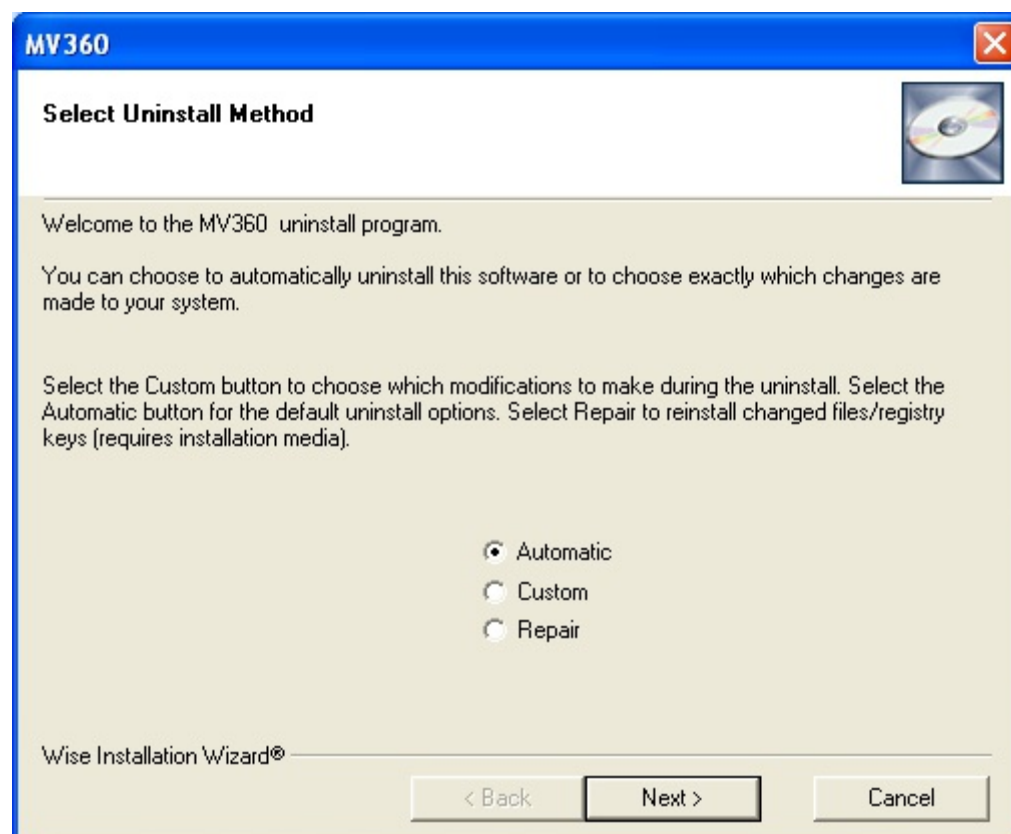 MV360
Select Uninstall Method
Welcome to the MV360  uninstall program.
You can choose to automatically uninstall this software or to choose exactly which changes are
made to your system.
Select the Custom button to choose which modifications to make during the uninstall. Select the
Automatic button for the default uninstall options. Select Repair to reinstall changed files/registry
keys (requires installation media).
Automatic
Custom
Repair
Wise Installation Wizard®
< Back
Next >
Cancel